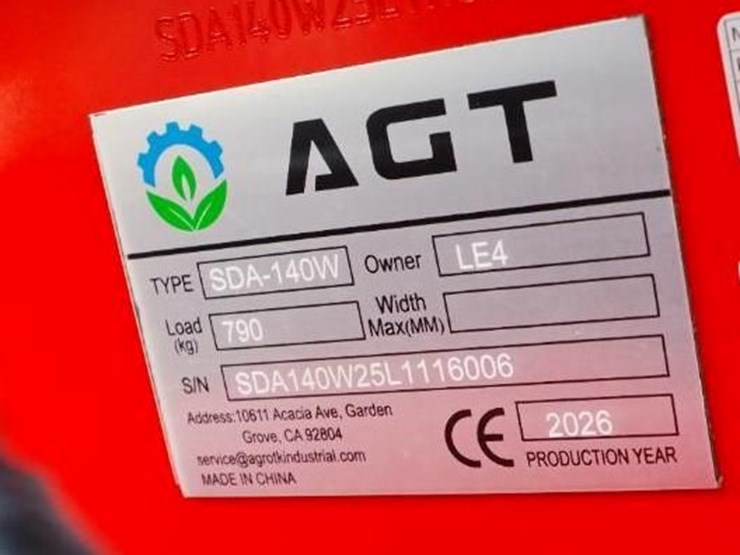 AGT
TYPE SDA-140W Owner LE4
Load (kg) 790 Width Max(MM)
S/N SDA140W25L1116006
Address:10611 Acacia Ave, Garden
Grove, CA 92804
service@agrotkindustrial.com
MADE IN CHINA
CE 2026
PRODUCTION YEAR